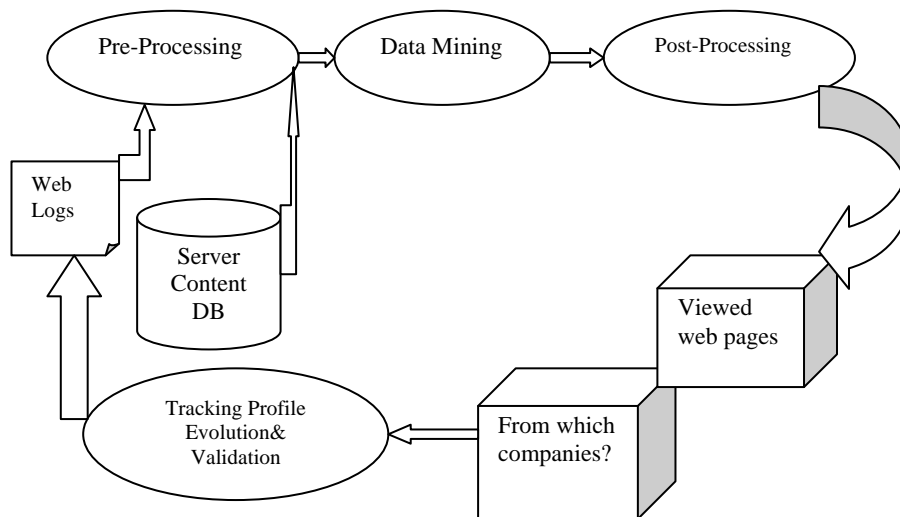 Pre-Processing
Data Mining
Post-Processing
Web
Logs
Server
Content
DB
Viewed
web pages
From which
companies?
Tracking Profile
Evolution&
Validation